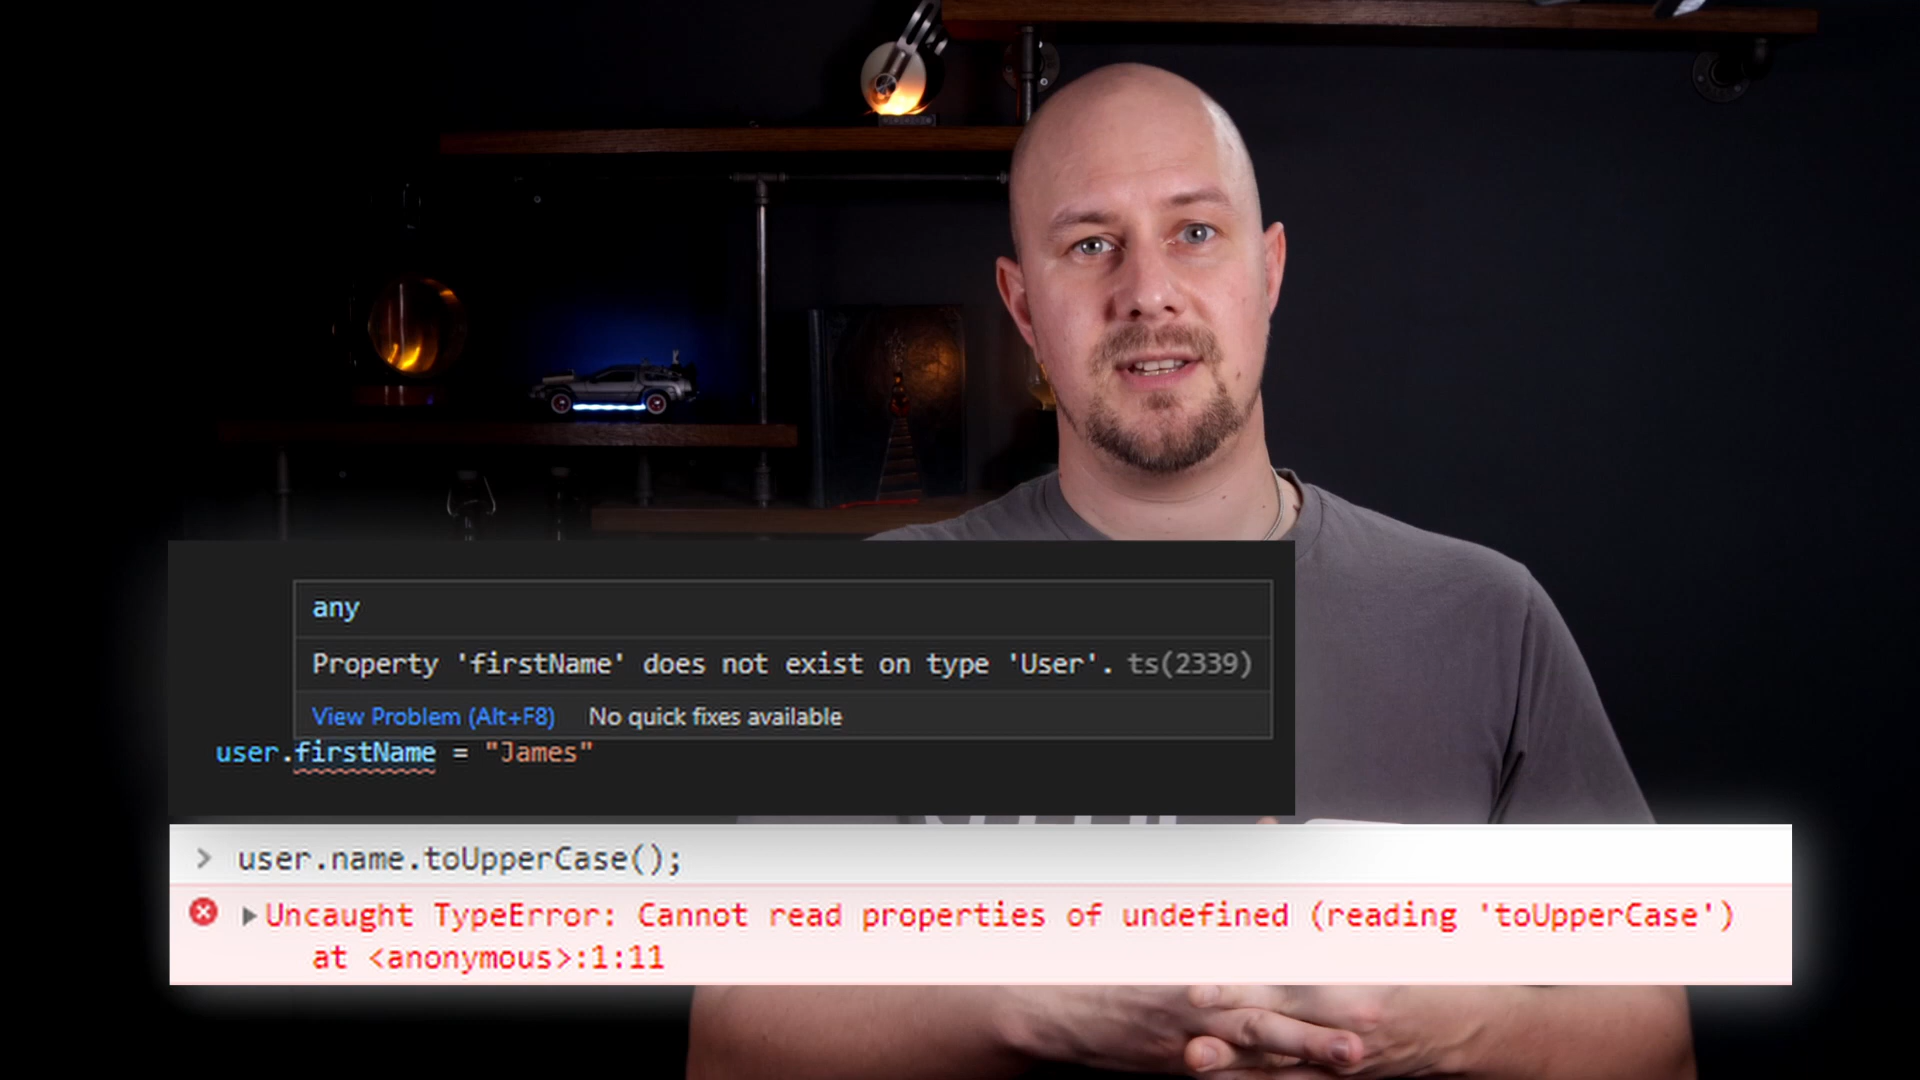 any
Property 'firstName' does not exist on type 'User'. ts(2339)
View Problem (Alt+F8) No quick fixes available
user.firstName = "James"
> user.name.toUpperCase();
Uncaught TypeError: Cannot read properties of undefined (reading 'toUpperCase')
at <anonymous>:1:11